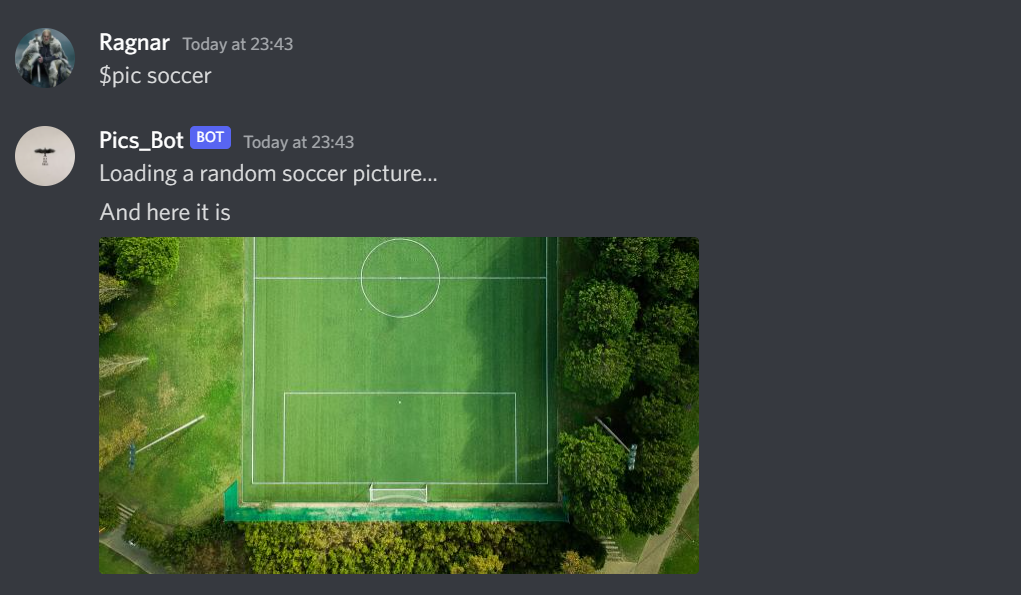 Ragnar Today at 23:43
$pic soccer
Pics_Bot BOT Today at 23:43
Loading a random soccer picture...
And here it is